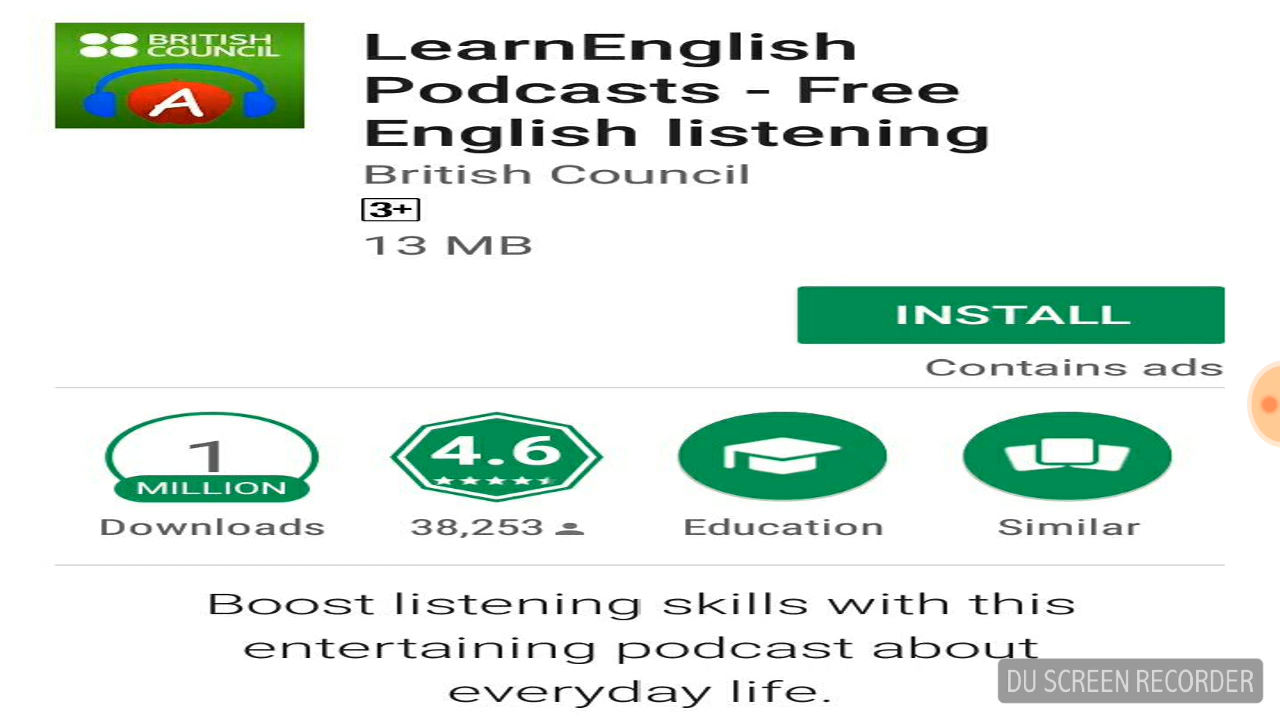 BRITISH
COUNCIL
A
LearnEnglish
Podcasts - Free
English listening
British Council
3+
13 MB
INSTALL
Contains ads
1
MILLION
Downloads
4.6
38,253
Education
Similar
Boost listening skills with this
entertaining podcast about
everyday life.
DU SCREEN RECORDER